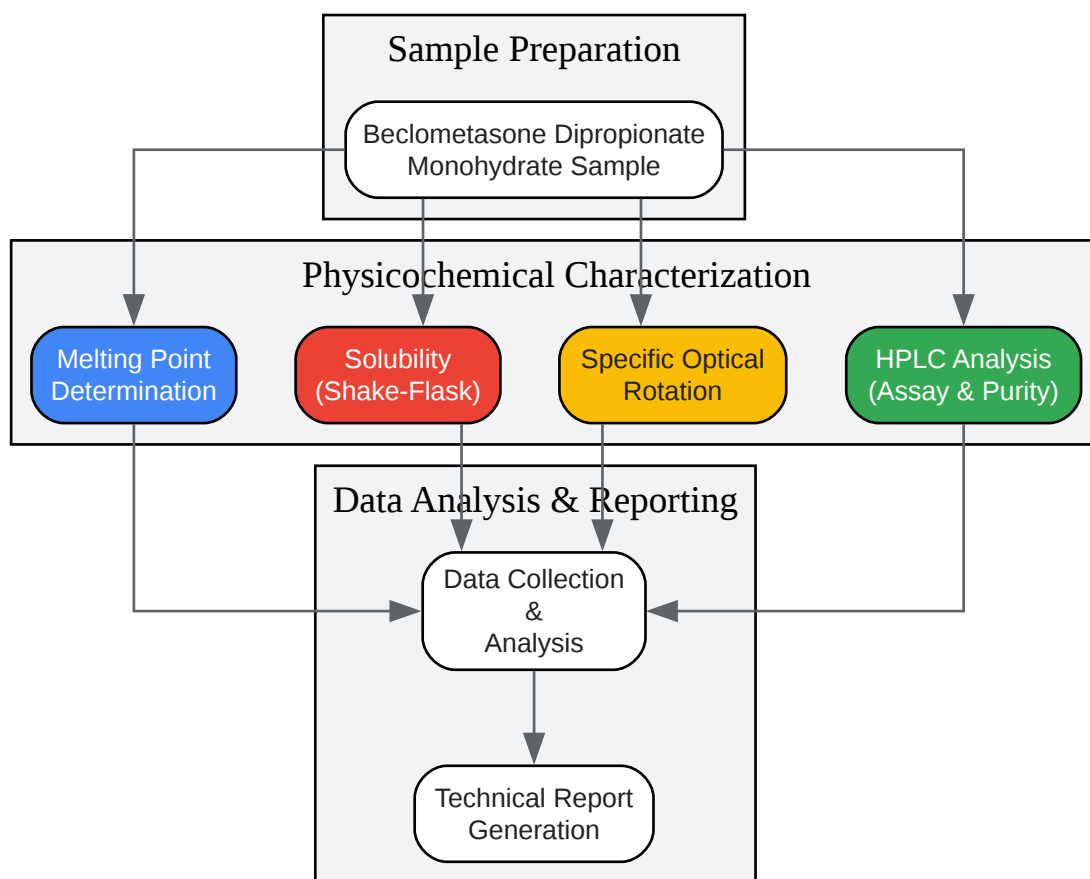 Sample Preparation
Beclometasone Dipropionate
Monohydrate Sample
Physicochemical Characterization
Melting Point
Determination
Solubility
(Shake-Flask)
Specific Optical
Rotation
HPLC Analysis
(Assay & Purity)
Data Analysis & Reporting
Data Collection
&
Analysis
Technical Report
Generation